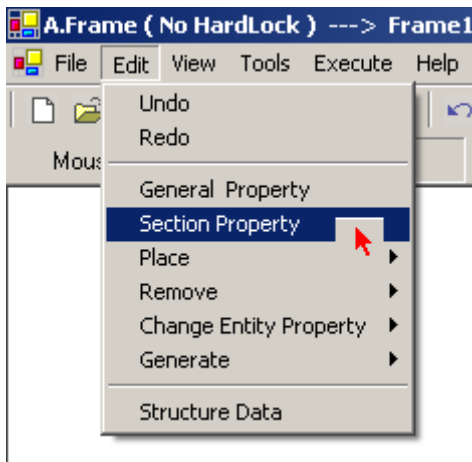 A.Frame ( No HardLock ) ---> Frame1
File Edit View Tools Execute Help
Undo
Redo
General Property
Section Property
Place
Remove
Change Entity Property
Generate
Structure Data